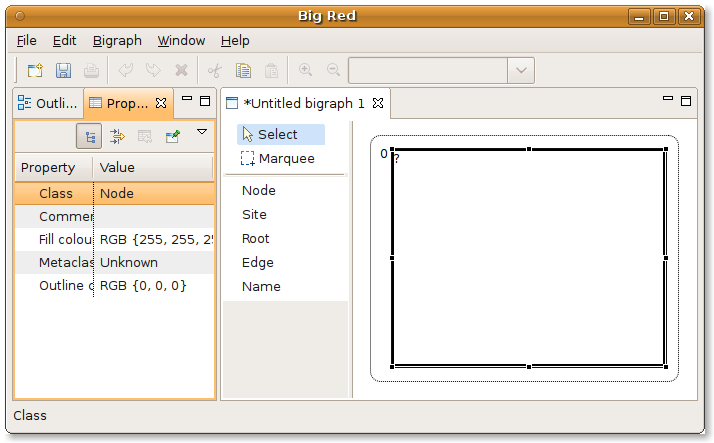 Big Red
File Edit Bigraph Window Help
Outli... Prop...
*Untitled bigraph 1
Property Value
Class Node
Commer
Fill colou RGB {255, 255, 25
Metaclas Unknown
Outline c RGB {0, 0, 0}
Select
Marquee
Node
Site
Root
Edge
Name
0 ?
Class